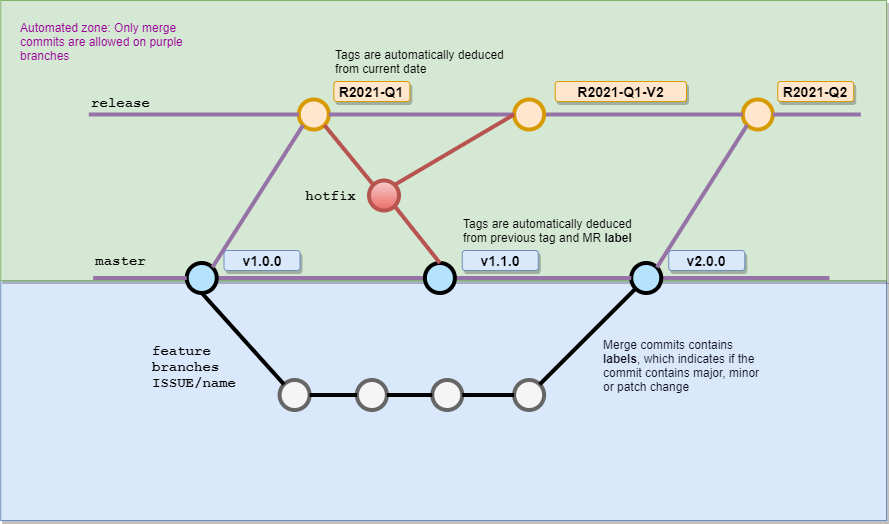 Automated zone: Only merge
commits are allowed on purple
branches
Tags are automatically deduced
from current date
R2021-Q1
R2021-Q1-V2
R2021-Q2
release
hotfix
Tags are automatically deduced
from previous tag and MR label
master
v1.0.0
v1.1.0
v2.0.0
feature
branches
ISSUE/name
Merge commits contains
labels, which indicates if the
commit contains major, minor
or patch change